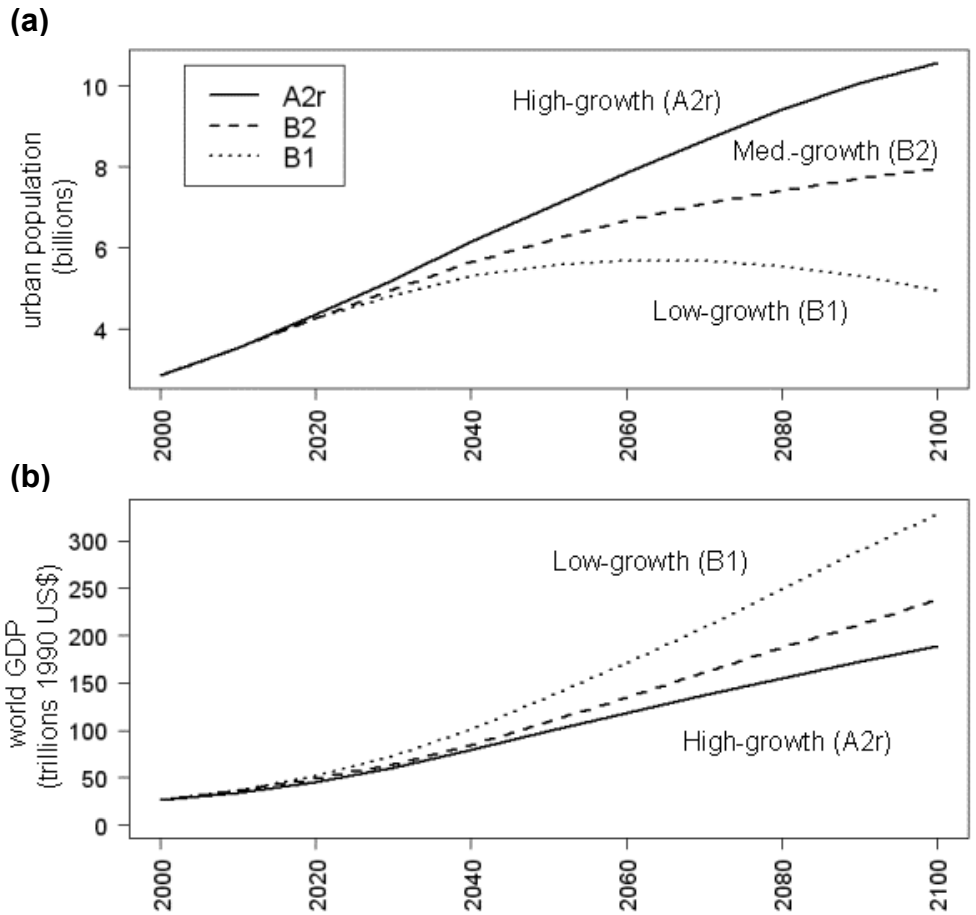 (a)
urban population
(billions)
10
8
6
4
A2r
B2
B1
High-growth (A2r)
Med.-growth (B2)
Low-growth (B1)
2000
2020
2040
2060
2080
2100
(b)
world GDP
(trillions 1990 US$)
300
250
200
150
100
50
0
Low-growth (B1)
High-growth (A2r)
2000
2020
2040
2060
2080
2100